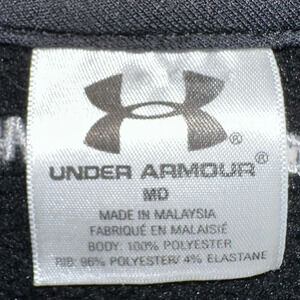 UNDER ARMOUR®
MD
MADE IN MALAYSIA
FABRIQUÉ EN MALAISIE
BODY: 100% POLYESTER
RIB: 96% POLYESTER/ 4% ELASTANE